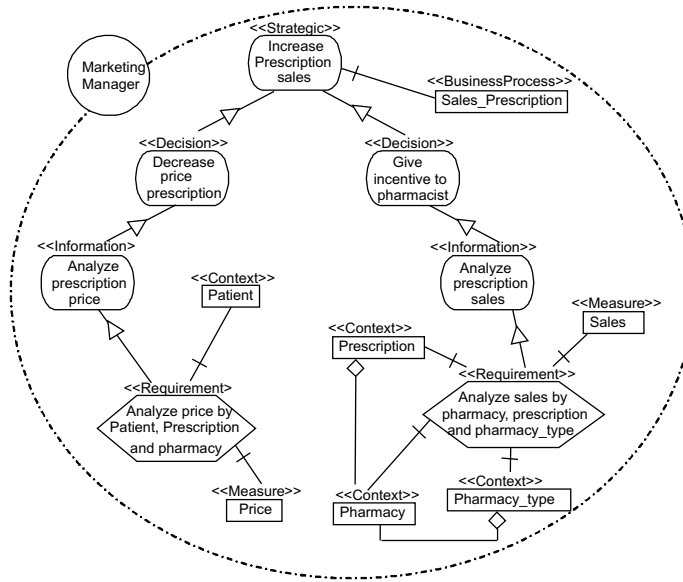 <<Strategic>
Increase
Prescription
sales
Marketing
Manager
<<BusinessProcess>>
Sales_Prescription
<<Decision>>
Decrease
price
prescription
<<Decision>>
Give
incentive to
pharmacist
<<Information>
Analyze
prescription
price
<<Information>>
Analyze
prescription
sales
<<Context>>
Patient
<<Measure>>
Sales
<<Context>>
Prescription
<<Requirement>
Analyze price by
Patient, Prescription
and pharmacy
<<Requirement>>
Analyze sales by
pharmacy, prescription
and pharmacy_type
<<Measure>>
Price
<<Context>>
Pharmacy
<<Context>>
Pharmacy_type